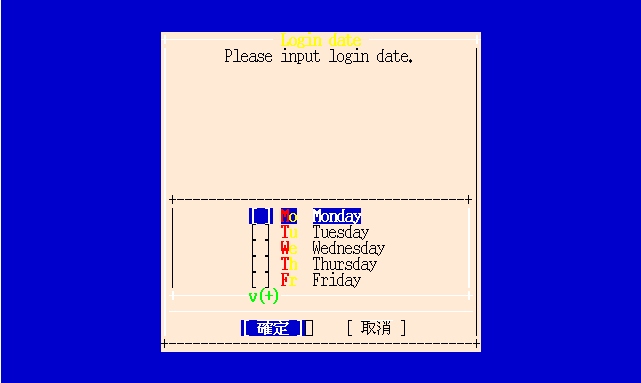 Login date
Please input login date.
[ ] Mo Monday
[ ] Tu Tuesday
[ ] We Wednesday
[ ] Th Thursday
[ ] Fr Friday
v(+)
[ 確定 ] [ 取消 ]